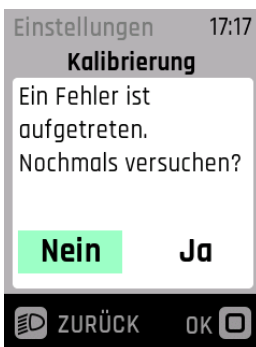 Einstellungen 17:17
Kalibrierung
Ein Fehler ist
aufgetreten.
Nochmals versuchen?
Nein Ja
ZURÜCK OK